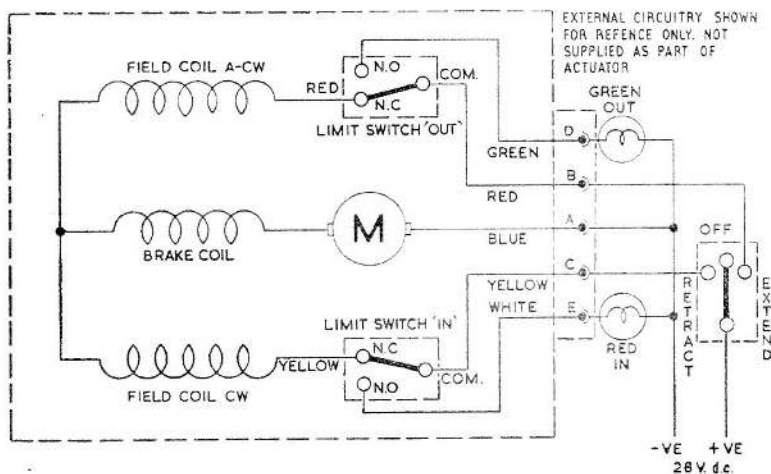 EXTERNAL CIRCUITRY SHOWN
FOR REFENCE ONLY. NOT
SUPPLIED AS PART OF
ACTUATOR
FIELD COIL A-CW
RED
N.O
N.C
COM.
LIMIT SWITCH 'OUT'
GREEN
OUT
D
GREEN
B
RED
BRAKE COIL
M
A
BLUE
OFF
C
YELLOW
RETRACT
EXTEND
WHITE
E
LIMIT SWITCH 'IN'
N.C
YELLOW
N.O
COM.
RED
IN
FIELD COIL CW
-VE
+VE
28 V. d.c.